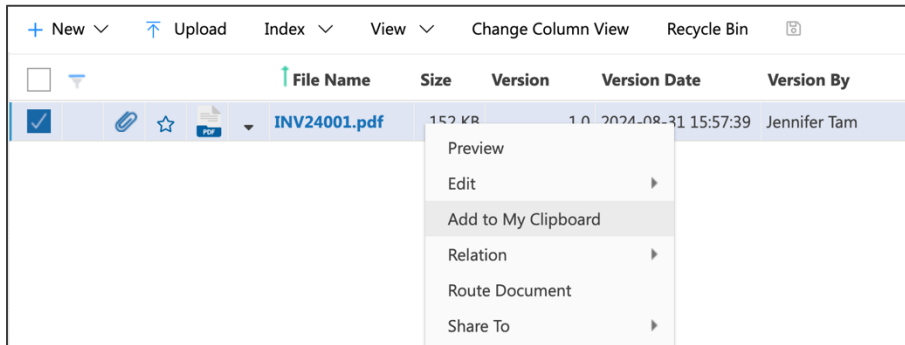 + New Upload Index View Change Column View Recycle Bin
File Name Size Version Version Date Version By
PDF INV24001.pdf 152 KB 1.0 2024-08-31 15:57:39 Jennifer Tam
Preview
Edit
Add to My Clipboard
Relation
Route Document
Share To